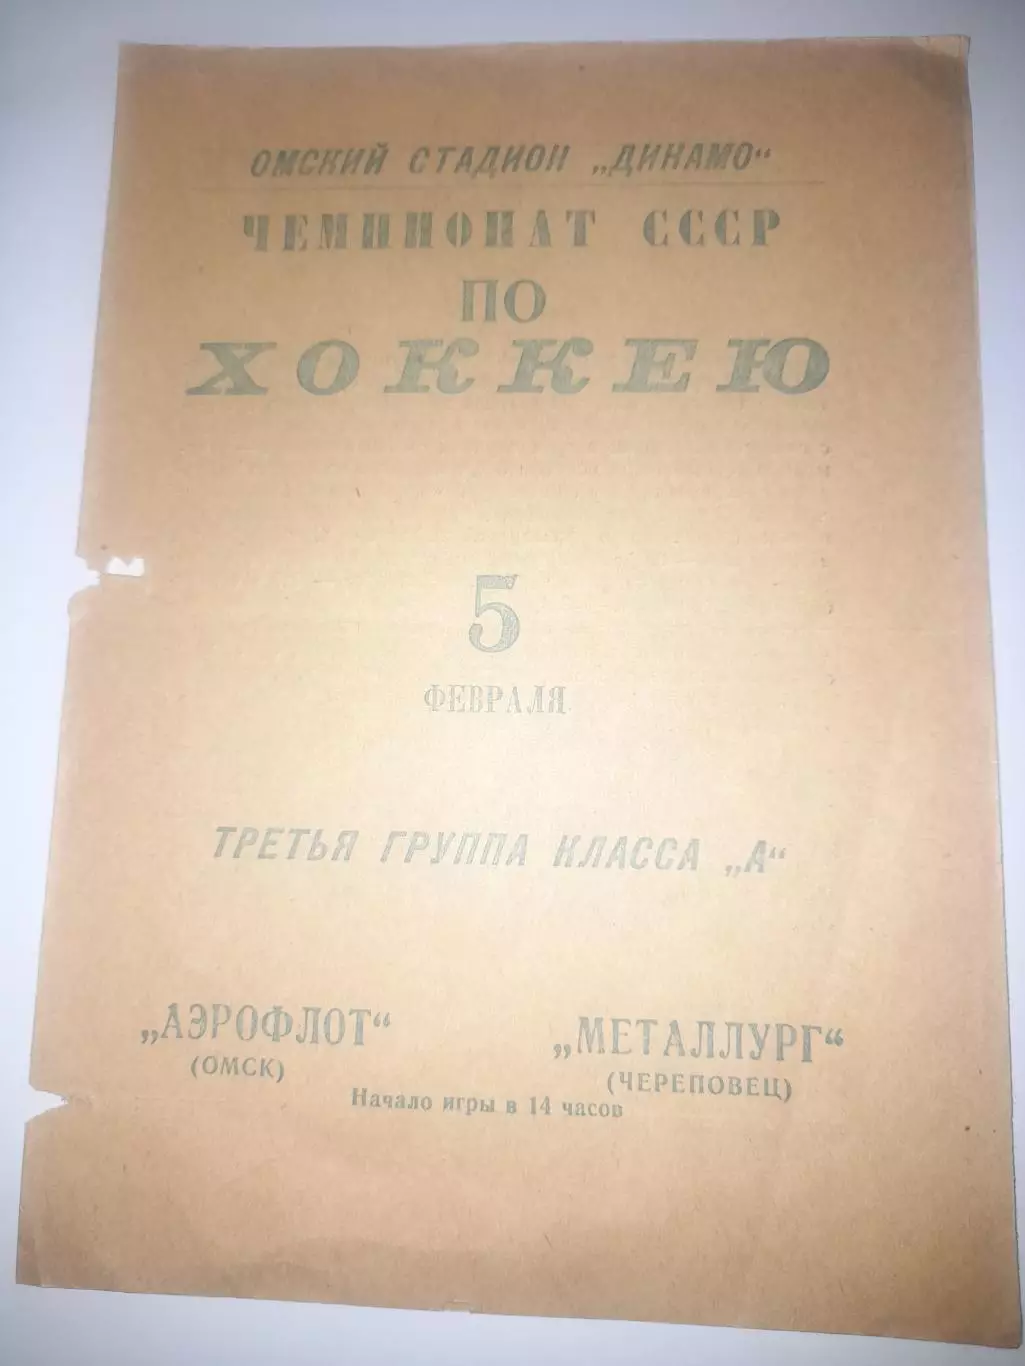 ОМСКИЙ СТАДИОН „ДИНАМО“
ЧЕМПИОНАТ СССР
ПО
ХОККЕЮ
5
ФЕВРАЛЯ
ТРЕТЬЯ ГРУППА КЛАССА „А“
„АЭРОФЛОТ“
(ОМСК)
„МЕТАЛЛУРГ“
(ЧЕРЕПОВЕЦ)
Начало игры в 14 часов